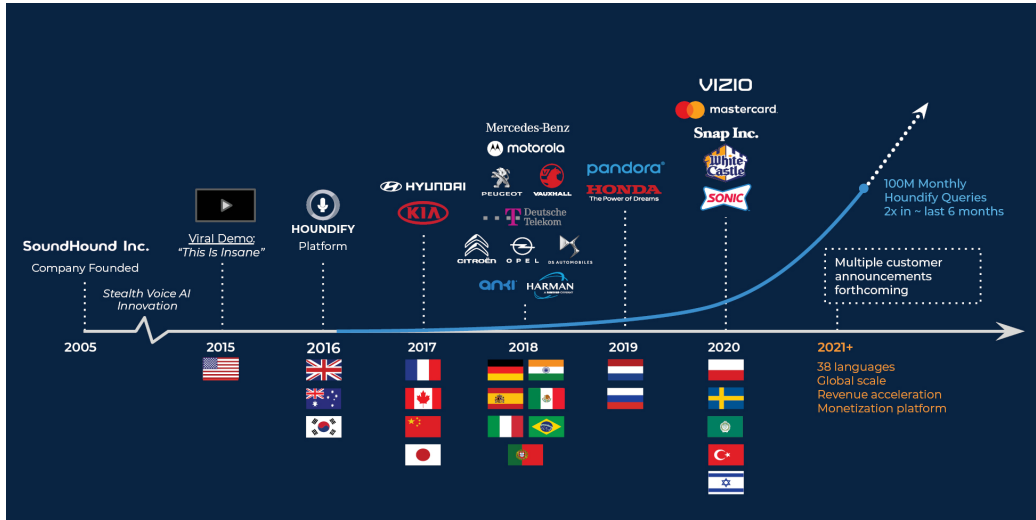 SoundHound Inc.
Company Founded
Stealth Voice AI
Innovation
Viral Demo:
"This Is Insane"
HOUNDIFY
Platform
HYUNDAI
KIA
Mercedes-Benz
motorola
PEUGEOT
VAUXHALL
T Deutsche
Telekom
CITROËN
OPEL
DS AUTOMOBILES
anki
HARMAN
A SAMSUNG COMPANY
pandora
HONDA
The Power of Dreams
VIZIO
mastercard
Snap Inc.
White
Castle
SONIC
100M Monthly
Houndify Queries
2x in ~ last 6 months
Multiple customer
announcements
forthcoming
2005
2015
2016
2017
2018
2019
2020
2021+
38 languages
Global scale
Revenue acceleration
Monetization platform